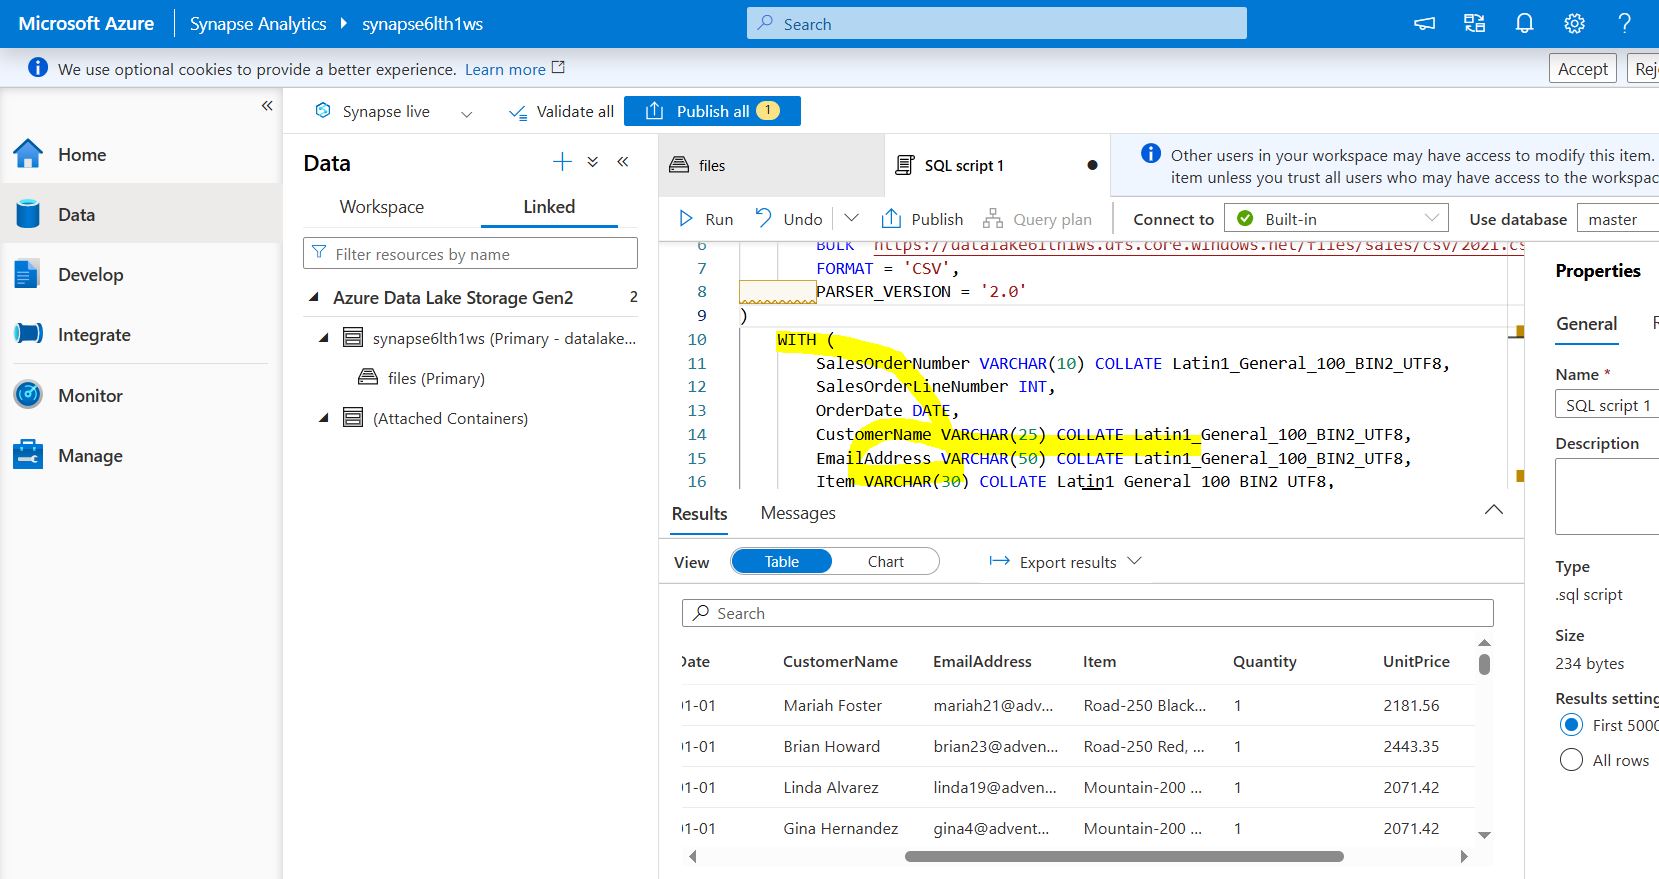 Microsoft Azure
Synapse Analytics
synapse6lth1ws
Search
We use optional cookies to provide a better experience. Learn more
Accept
Rej
Synapse live
Validate all
Publish all
1
Home
Data
Develop
Integrate
Monitor
Manage
Data
Workspace
Linked
Filter resources by name
Azure Data Lake Storage Gen2
2
synapse6lth1ws (Primary - datalake...
files (Primary)
(Attached Containers)
files
SQL script 1
Other users in your workspace may have access to modify this item.
item unless you trust all users who may have access to the workspac
Run
Undo
Publish
Query plan
Connect to
Built-in
Use database
master
6 BULK 'https://datalake6lth1ws.dfs.core.windows.net/files/sales/csv/2021.cs
7 FORMAT = 'CSV',
8 PARSER_VERSION = '2.0'
9 )
10 WITH (
11 SalesOrderNumber VARCHAR(10) COLLATE Latin1_General_100_BIN2_UTF8,
12 SalesOrderLineNumber INT,
13 OrderDate DATE,
14 CustomerName VARCHAR(25) COLLATE Latin1_General_100_BIN2_UTF8,
15 EmailAddress VARCHAR(50) COLLATE Latin1_General_100_BIN2_UTF8,
16 Item VARCHAR(30) COLLATE Latin1_General_100_BIN2_UTF8,
Results
Messages
View
Table
Chart
Export results
Search
Date CustomerName EmailAddress Item Quantity UnitPrice
01-01 Mariah Foster mariah21@adv... Road-250 Black... 1 2181.56
01-01 Brian Howard brian23@adven... Road-250 Red, ... 1 2443.35
01-01 Linda Alvarez linda19@adven... Mountain-200 ... 1 2071.42
01-01 Gina Hernandez gina4@advent... Mountain-200 ... 1 2071.42
Properties
General
R
Name *
SQL script 1
Description
Type
.sql script
Size
234 bytes
Results setting
First 5000
All rows